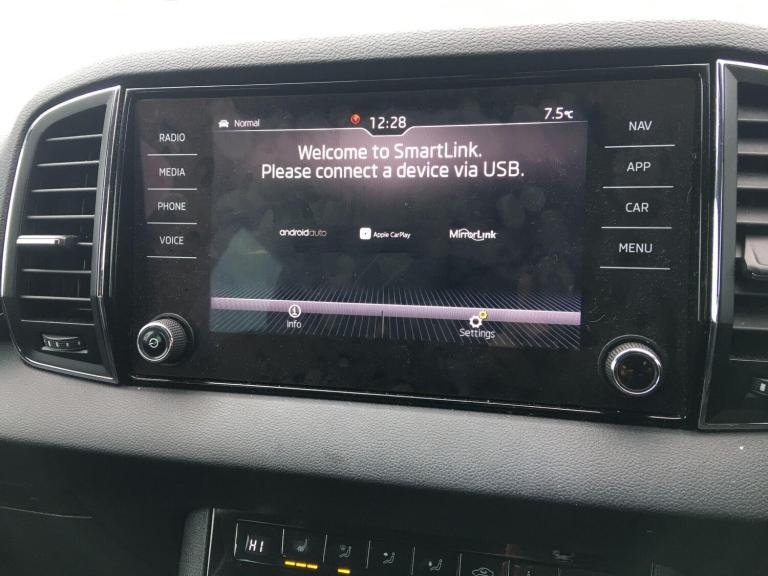 Normal 12:28 7.5°C
Welcome to SmartLink.
Please connect a device via USB.
androidauto Apple CarPlay MirrorLink
info Settings
RADIO
MEDIA
PHONE
VOICE
NAV
APP
CAR
MENU
HI